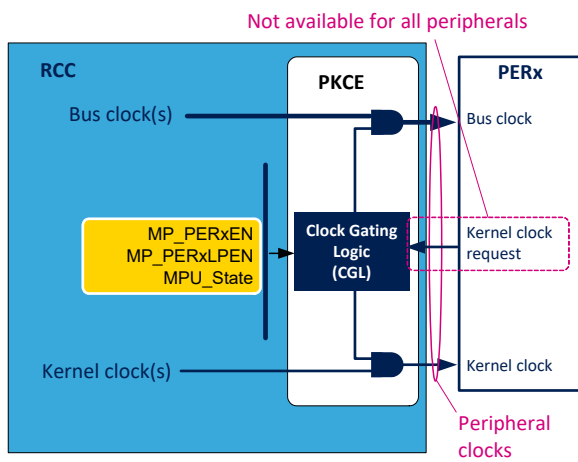 Not available for all peripherals
RCC
PKCE
PERx
Bus clock(s)
Bus clock
MP_PERxEN
MP_PERxLPEN
MPU_State
Clock Gating
Logic
(CGL)
Kernel clock
request
Kernel clock(s)
Kernel clock
Peripheral
clocks